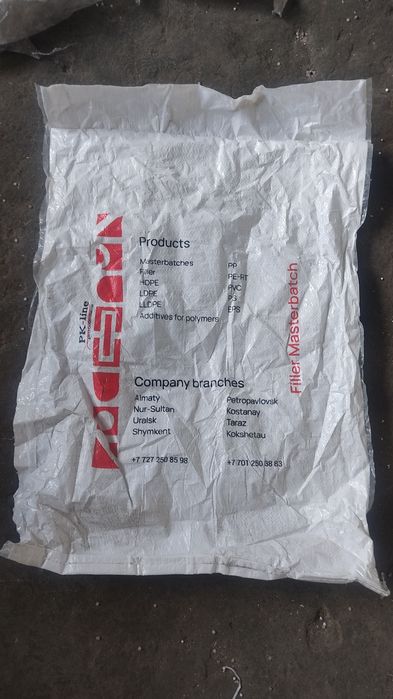 Products
Masterbatches
Filler
HDPE
LDPE
LLDPE
Additives for polymers
PP
PE-RT
PVC
PS
EPS
Filler Masterbatch
PK-line
Company branches
Almaty
Nur-Sultan
Uralsk
Shymkent
Petropavlovsk
Kostanay
Taraz
Kokshetau
+7 727 250 85 98
+7 701 250 88 63